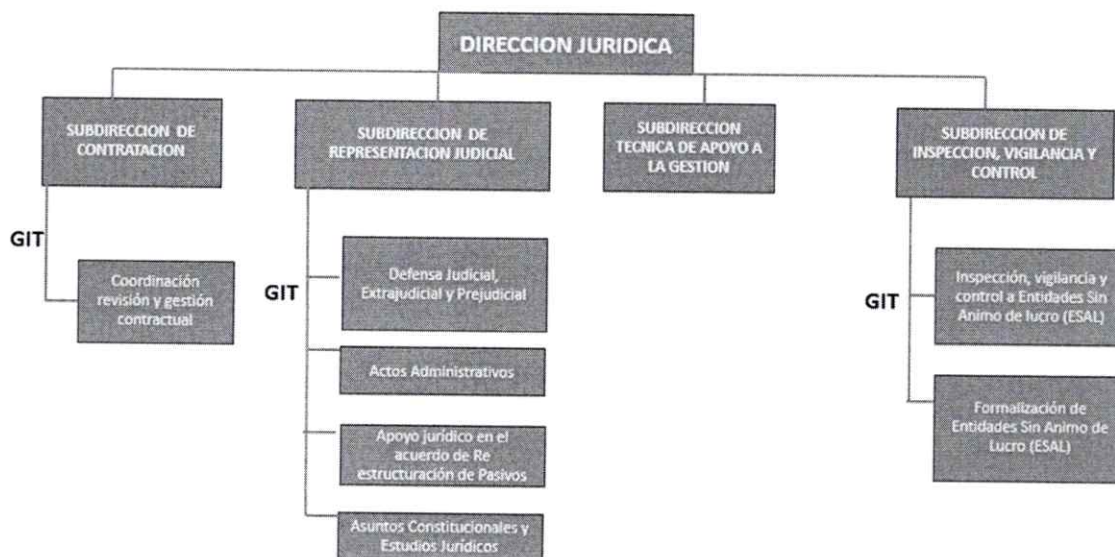 DIRECCION JURIDICA
SUBDIRECCION DE
CONTRATACION
GIT
Coordinación
revisión y gestión
contractual
SUBDIRECCION DE
REPRESENTACION JUDICIAL
GIT
Defensa Judicial,
Extrajudicial y Prejudicial
Actos Administrativos
Apoyo jurídico en el
acuerdo de Re
estructuración de Pasivos
Asuntos Constitucionales y
Estudios Jurídicos
SUBDIRECCION
TECNICA DE APOYO A
LA GESTION
SUBDIRECCION DE
INSPECCION, VIGILANCIA Y
CONTROL
GIT
Inspección, vigilancia y
control a Entidades Sin
Animo de lucro (ESAL)
Formalización de
Entidades Sin Animo de
Lucro (ESAL)